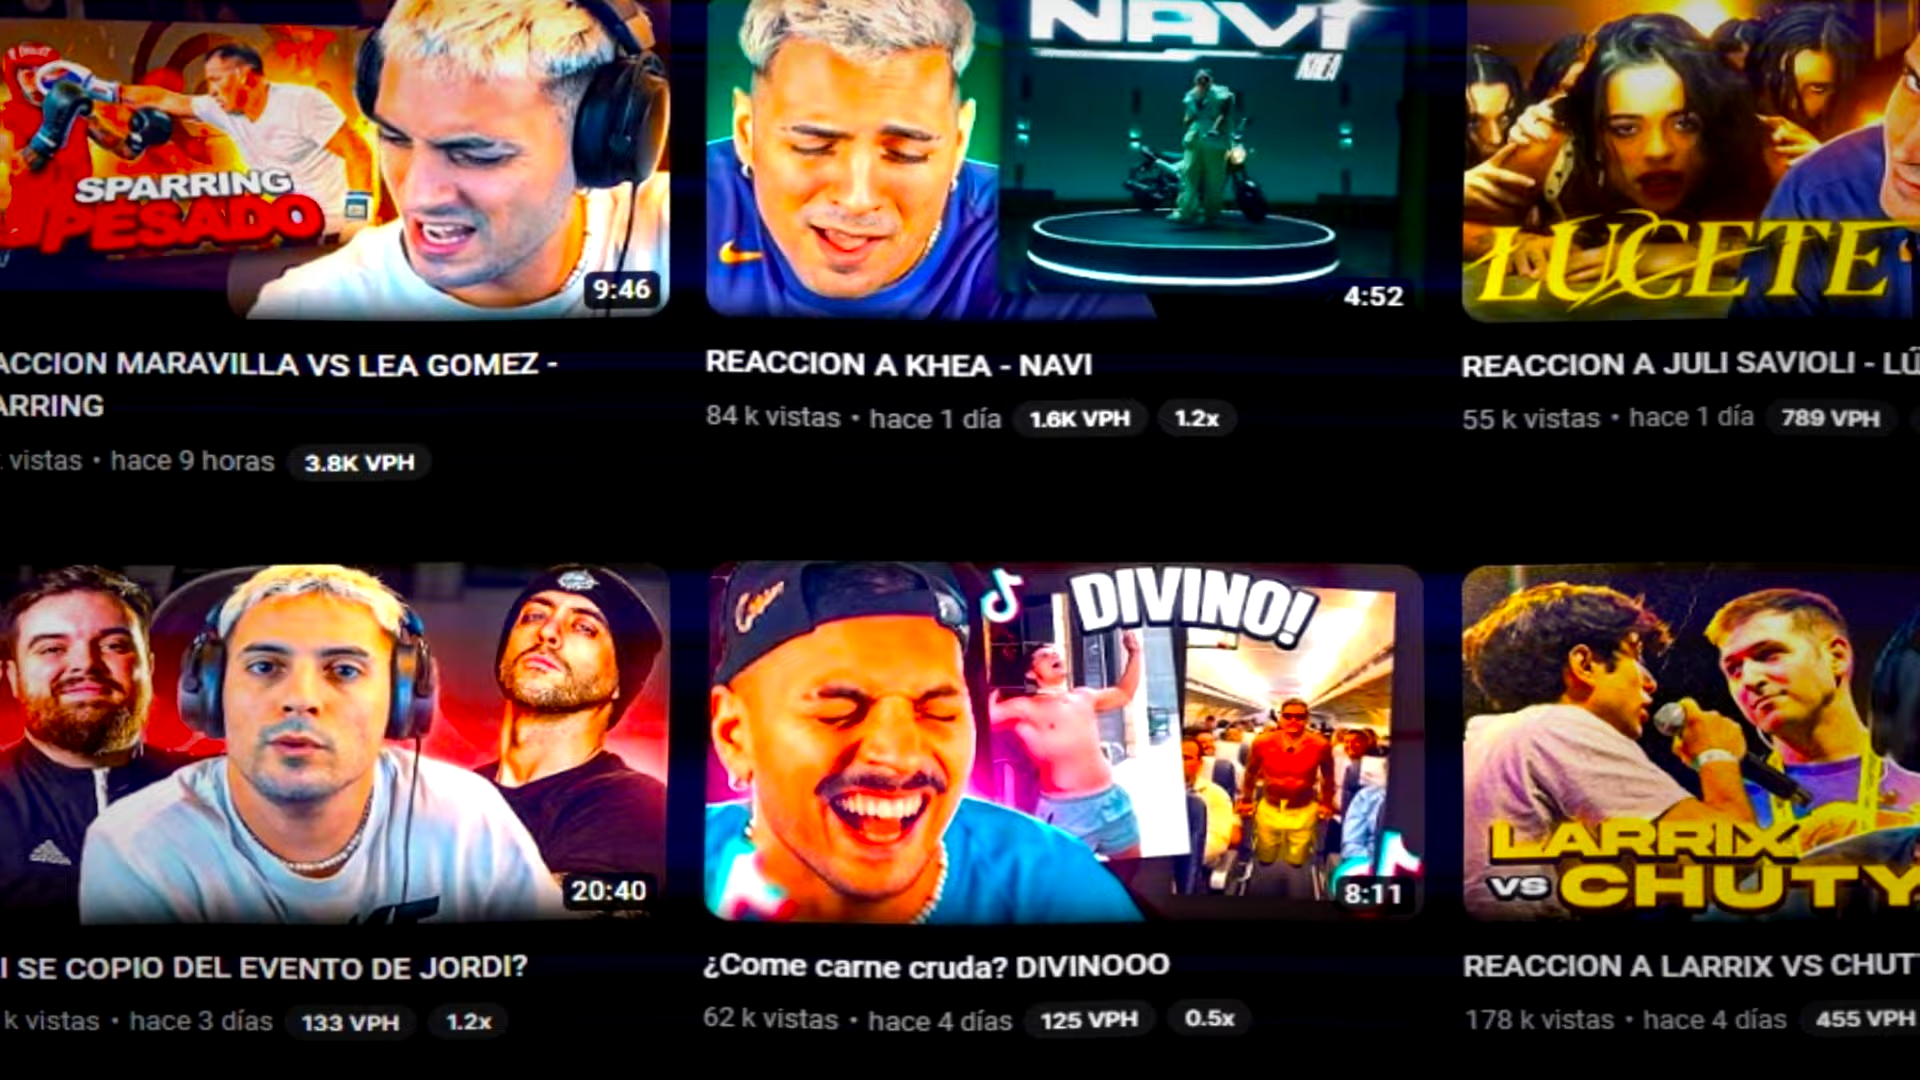 SPARRING
PESADO
9:46
NAVI
KHEA
4:52
LUCETE
ACCION MARAVILLA VS LEA GOMEZ -
ARRING
vistas • hace 9 horas 3.8K VPH
REACCION A KHEA - NAVI
84 k vistas • hace 1 día 1.6K VPH 1.2x
REACCION A JULI SAVIOLI - LÚ
55 k vistas • hace 1 día 789 VPH
20:40
DIVINO!
8:11
LARRIX
VS CHUTY
I SE COPIO DEL EVENTO DE JORDI?
k vistas • hace 3 días 133 VPH 1.2x
¿Come carne cruda? DIVINOOO
62 k vistas • hace 4 días 125 VPH 0.5x
REACCION A LARRIX VS CHUT
178 k vistas • hace 4 días 455 VPH